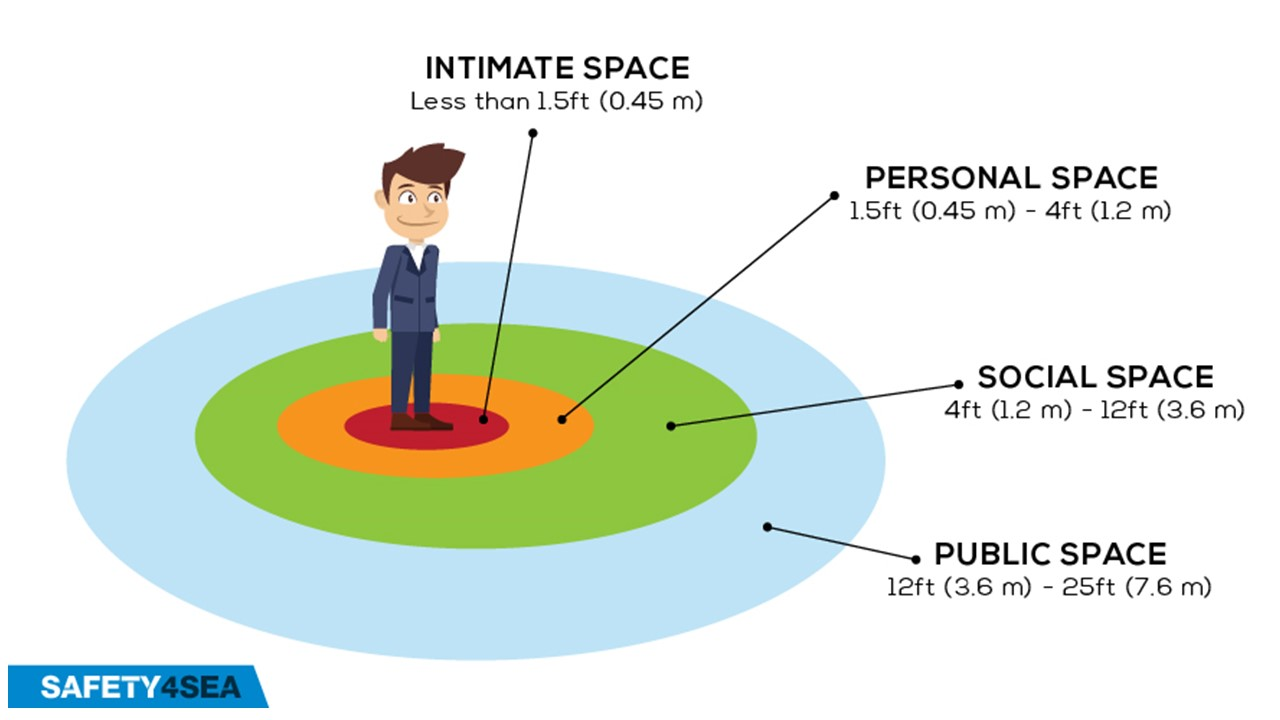 INTIMATE SPACE
Less than 1.5ft (0.45 m)
PERSONAL SPACE
1.5ft (0.45 m) - 4ft (1.2 m)
SOCIAL SPACE
4ft (1.2 m) - 12ft (3.6 m)
PUBLIC SPACE
12ft (3.6 m) - 25ft (7.6 m)
SAFETY4SEA